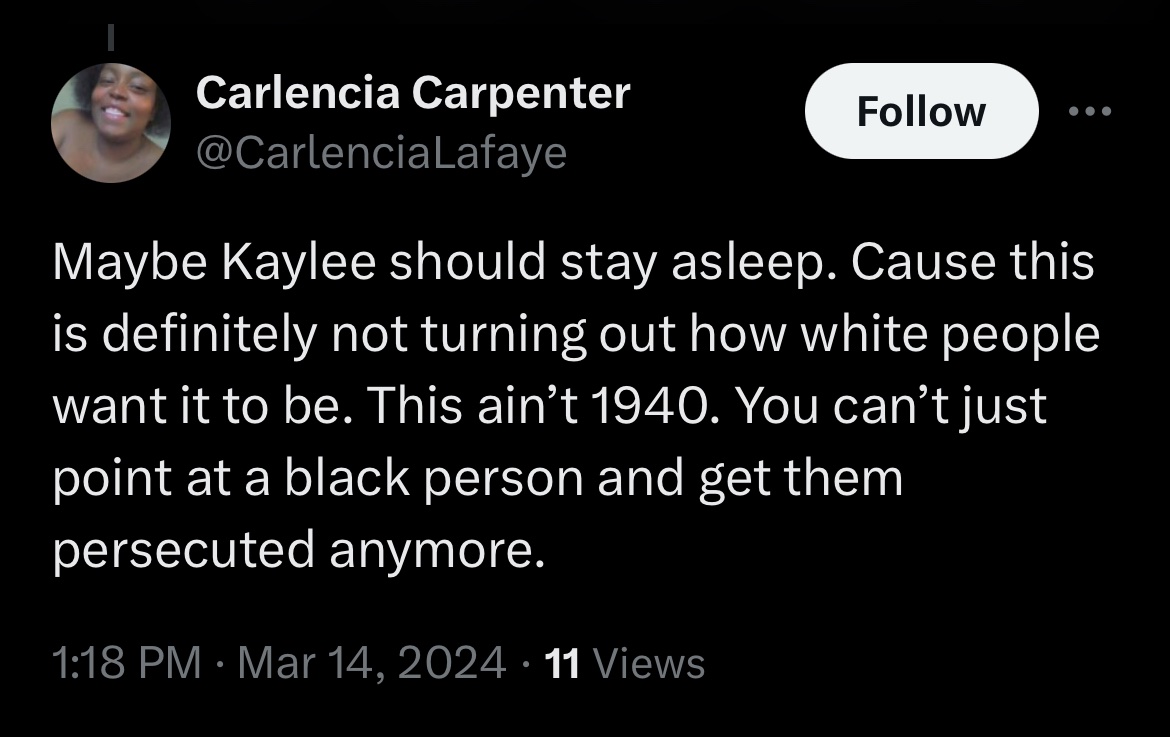 Carlencia Carpenter
@CarlenciaLafaye
Follow
Maybe Kaylee should stay asleep. Cause this
is definitely not turning out how white people
want it to be. This ain’t 1940. You can’t just
point at a black person and get them
persecuted anymore.
1:18 PM · Mar 14, 2024 · 11 Views